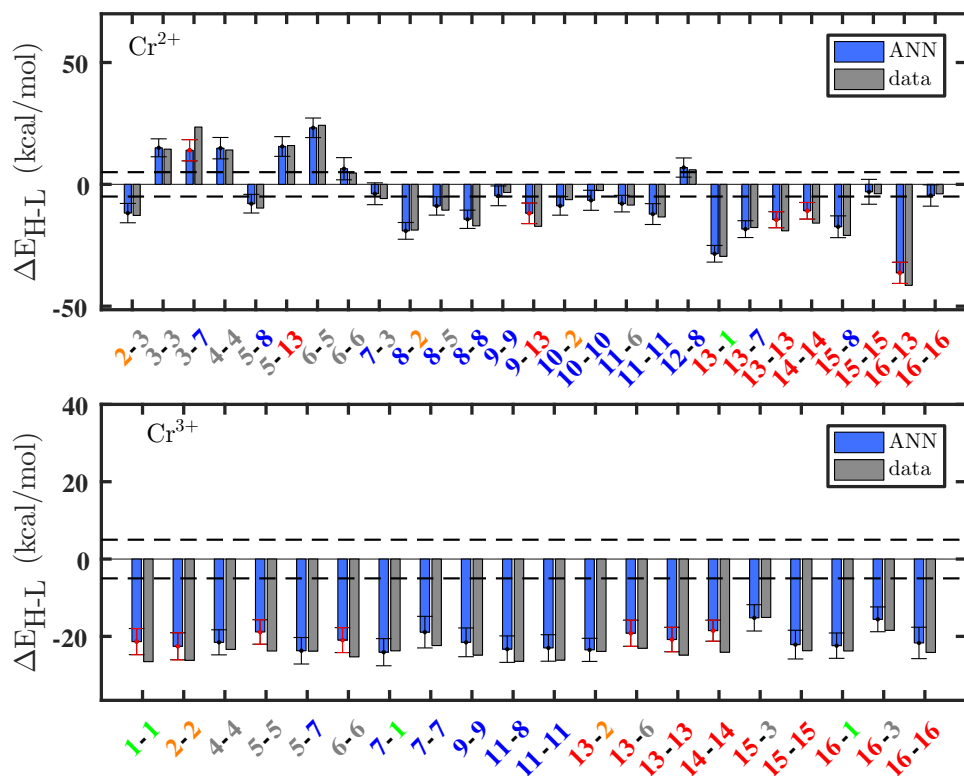 Cr2+
ANN
data
ΔEH-L (kcal/mol)
50
0
-50
2-3 3-3 3-7 4-4 5-8 5-13 6-5 6-6 7-3 8-2 8-5 8-8 9-9 9-13 10-2 10-10 11-6 11-11 12-8 13-1 13-7 13-13 14-14 15-8 15-15 16-13 16-16
Cr3+
ANN
data
ΔEH-L (kcal/mol)
40
20
0
-20
1-1 2-2 4-4 5-5 5-7 6-6 7-1 7-7 9-9 11-8 11-11 13-2 13-6 13-13 14-14 15-3 15-15 16-1 16-3 16-16